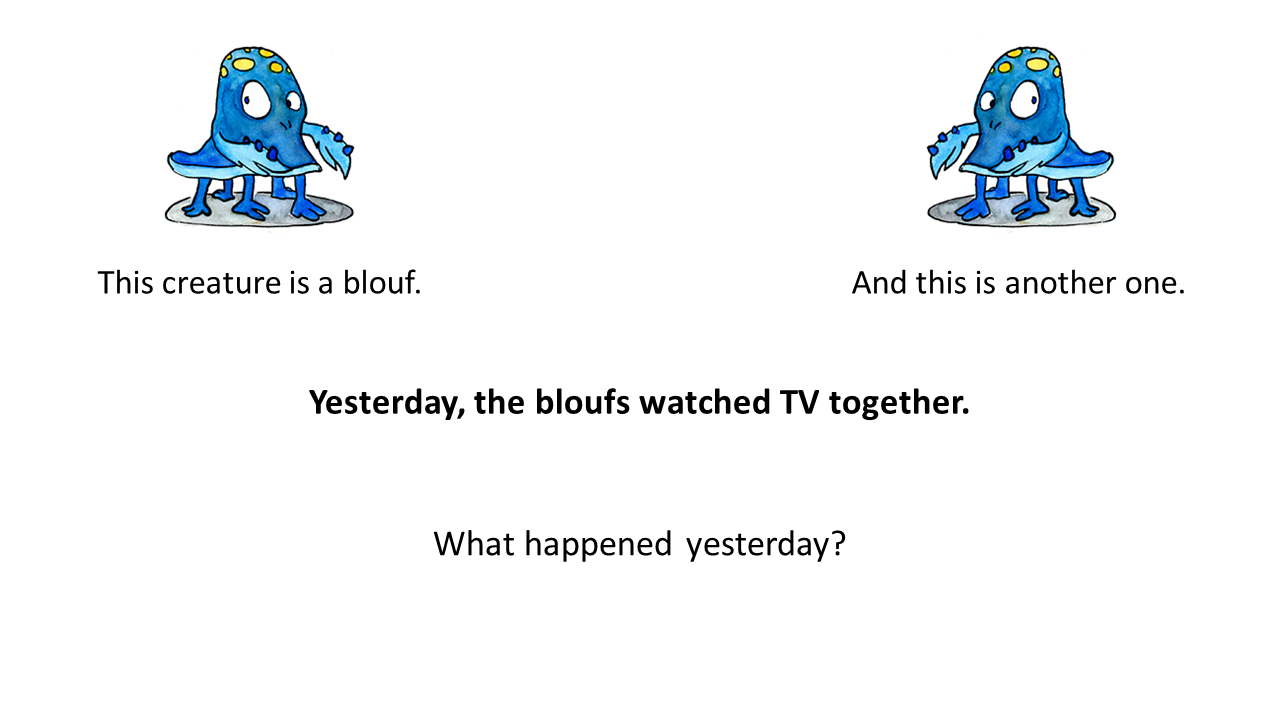 This creature is a blouf.
And this is another one.
Yesterday, the bloufs watched TV together.
What happened yesterday?